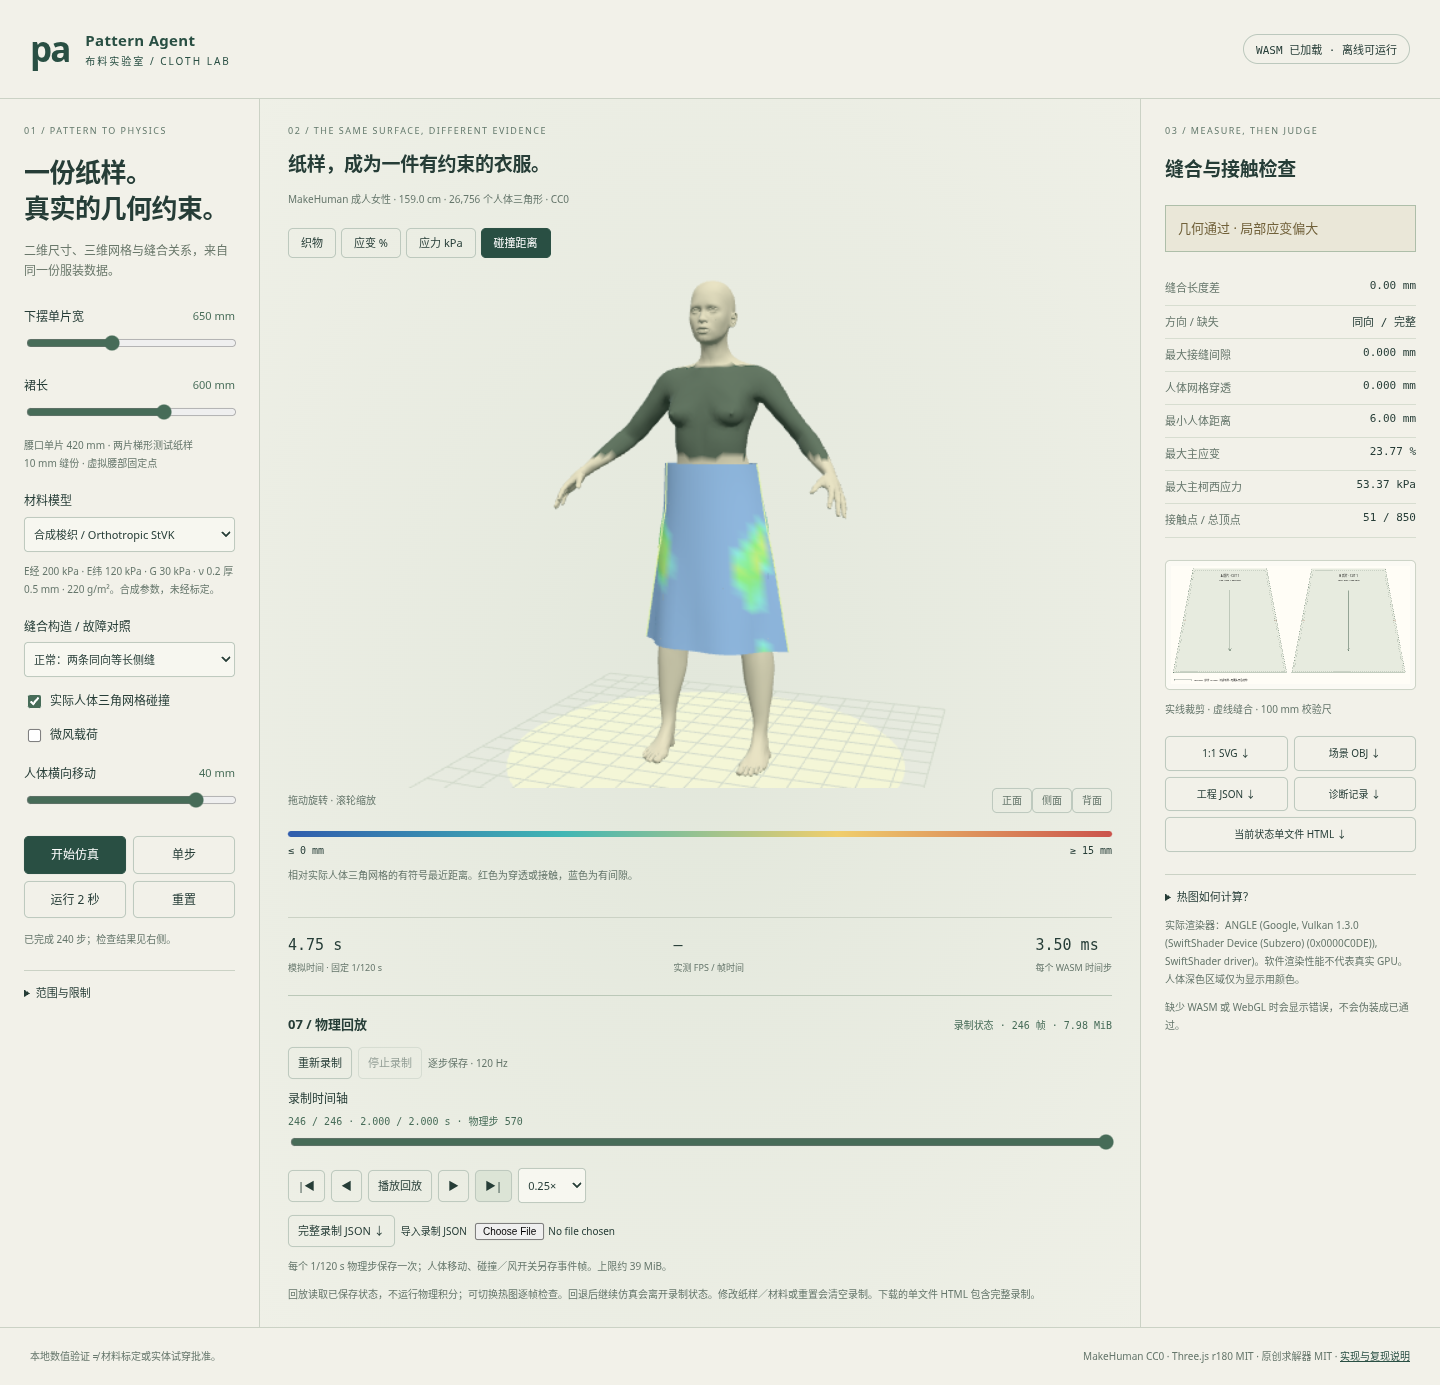 pa
Pattern Agent
布料实验室 / CLOTH LAB
WASM 已加载 · 离线可运行
01 / PATTERN TO PHYSICS
一份纸样。
真实的几何约束。
二维尺寸、三维网格与缝合关系，来自
同一份服装数据。
下摆单片宽 650 mm
裙长 600 mm
腰口单片 420 mm · 两片梯形测试纸样
10 mm 缝份 · 虚拟腰部固定点
材料模型
合成梭织 / Orthotropic StVK
E经 200 kPa · E纬 120 kPa · G 30 kPa · ν 0.2 厚
0.5 mm · 220 g/m²。合成参数，未经标定。
缝合构造 / 故障对照
正常：两条同向等长侧缝
实际人体三角网格碰撞
微风载荷
人体横向移动 40 mm
开始仿真 单步
运行 2 秒 重置
已完成 240 步；检查结果见右侧。
▶ 范围与限制
02 / THE SAME SURFACE, DIFFERENT EVIDENCE
纸样，成为一件有约束的衣服。
MakeHuman 成人女性 · 159.0 cm · 26,756 个人体三角形 · CC0
织物 应变 % 应力 kPa 碰撞距离
拖动旋转 · 滚轮缩放 正面 侧面 背面
≤ 0 mm ≥ 15 mm
相对实际人体三角网格的有符号最近距离。红色为穿透或接触，蓝色为有间隙。
4.75 s — 3.50 ms
模拟时间 · 固定 1/120 s 实测 FPS / 帧时间 每个 WASM 时间步
07 / 物理回放 录制状态 · 246 帧 · 7.98 MiB
重新录制 停止录制 逐步保存 · 120 Hz
录制时间轴
246 / 246 · 2.000 / 2.000 s · 物理步 570
|◀ ◀ 播放回放 ▶ ▶| 0.25×
完整录制 JSON ↓ 导入录制 JSON Choose File No file chosen
每个 1/120 s 物理步保存一次；人体移动、碰撞／风开关另存事件帧。上限约 39 MiB。
回放读取已保存状态，不运行物理积分；可切换热图逐帧检查。回退后继续仿真会离开录制状态。修改纸样／材料或重置会清空录制。下载的单文件 HTML 包含完整录制。
03 / MEASURE, THEN JUDGE
缝合与接触检查
几何通过 · 局部应变偏大
缝合长度差 0.00 mm
方向 / 缺失 同向 / 完整
最大接缝间隙 0.000 mm
人体网格穿透 0.000 mm
最小人体距离 6.00 mm
最大主应变 23.77 %
最大主柯西应力 53.37 kPa
接触点 / 总顶点 51 / 850
实线裁剪 · 虚线缝合 · 100 mm 校验尺
1:1 SVG ↓ 场景 OBJ ↓
工程 JSON ↓ 诊断记录 ↓
当前状态单文件 HTML ↓
▶ 热图如何计算？
实际渲染器：ANGLE (Google, Vulkan 1.3.0
(SwiftShader Device (Subzero) (0x0000C0DE)),
SwiftShader driver)。软件渲染性能不代表真实 GPU。
人体深色区域仅为显示用颜色。
缺少 WASM 或 WebGL 时会显示错误，不会伪装成已通
过。
本地数值验证 ≠ 材料标定或实体试穿批准。
MakeHuman CC0 · Three.js r180 MIT · 原创求解器 MIT · 实现与复现说明